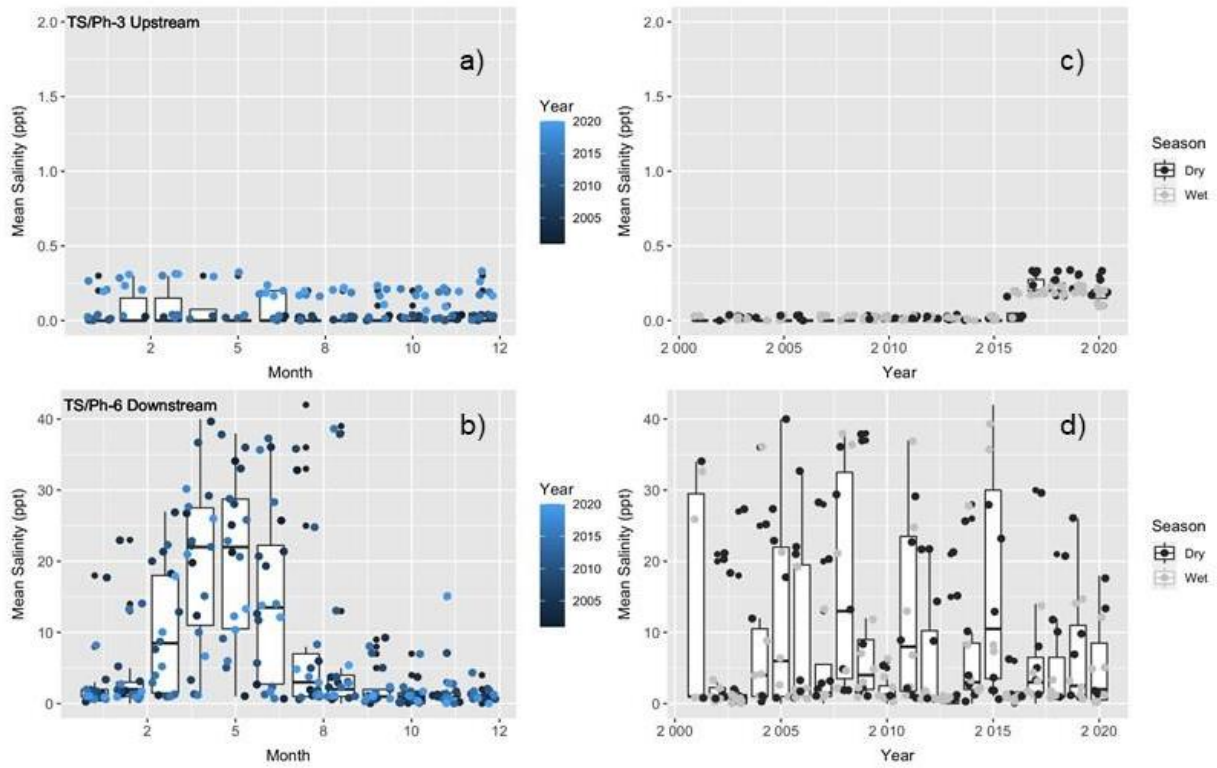 TS/Ph-3 Upstream
a)
2.0
1.5
1.0
0.5
0.0
Mean Salinity (ppt)
2
5
8
10
12
Month
Year
2020
2015
2010
2005
c)
2.0
1.5
1.0
0.5
0.0
Mean Salinity (ppt)
2 000
2 005
2 010
2 015
2 020
Year
Season
Dry
Wet
TS/Ph-6 Downstream
b)
40
30
20
10
0
Mean Salinity (ppt)
2
5
8
10
12
Month
Year
2020
2015
2010
2005
d)
40
30
20
10
0
Mean Salinity (ppt)
2 000
2 005
2 010
2 015
2 020
Year
Season
Dry
Wet